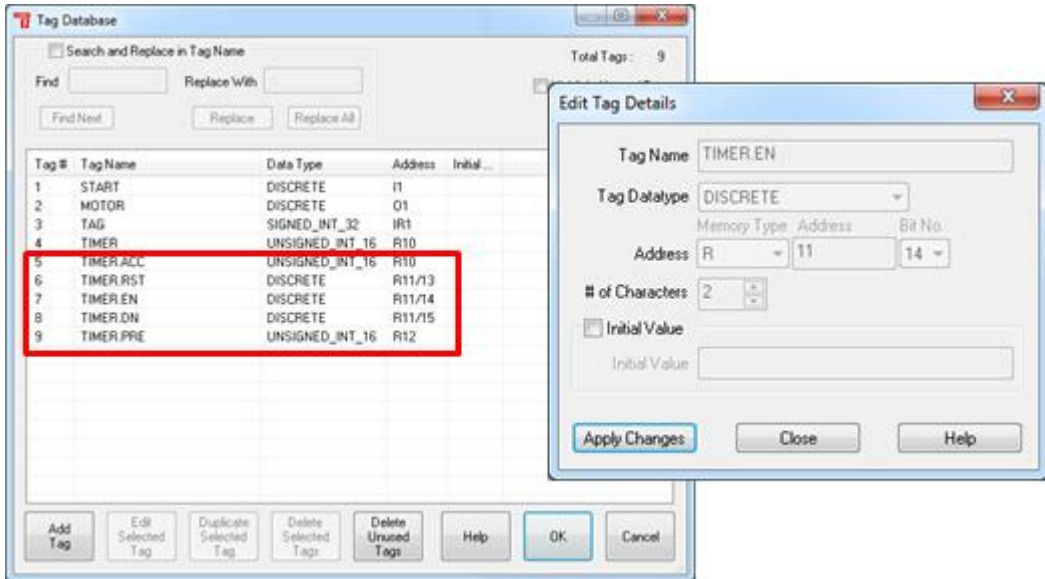 Tag Database
Search and Replace in Tag Name
Total Tags : 9
Find
Replace With
Find Next
Replace
Replace All
Tag # Tag Name Data Type Address Initial ...
1 START DISCRETE I1
2 MOTOR DISCRETE O1
3 TAG SIGNED_INT_32 IR1
4 TIMER UNSIGNED_INT_16 R10
5 TIMER.ACC UNSIGNED_INT_16 R10
6 TIMER.RST DISCRETE R11/13
7 TIMER.EN DISCRETE R11/14
8 TIMER.DN DISCRETE R11/15
9 TIMER.PRE UNSIGNED_INT_16 R12
Add Tag
Edit Selected Tag
Duplicate Selected Tag
Delete Selected Tags
Delete Unused Tags
Help
OK
Cancel
Edit Tag Details
Tag Name TIMER.EN
Tag Datatype DISCRETE
Memory Type Address Bit No.
Address R 11 14
# of Characters 2
Initial Value
Initial Value
Apply Changes
Close
Help